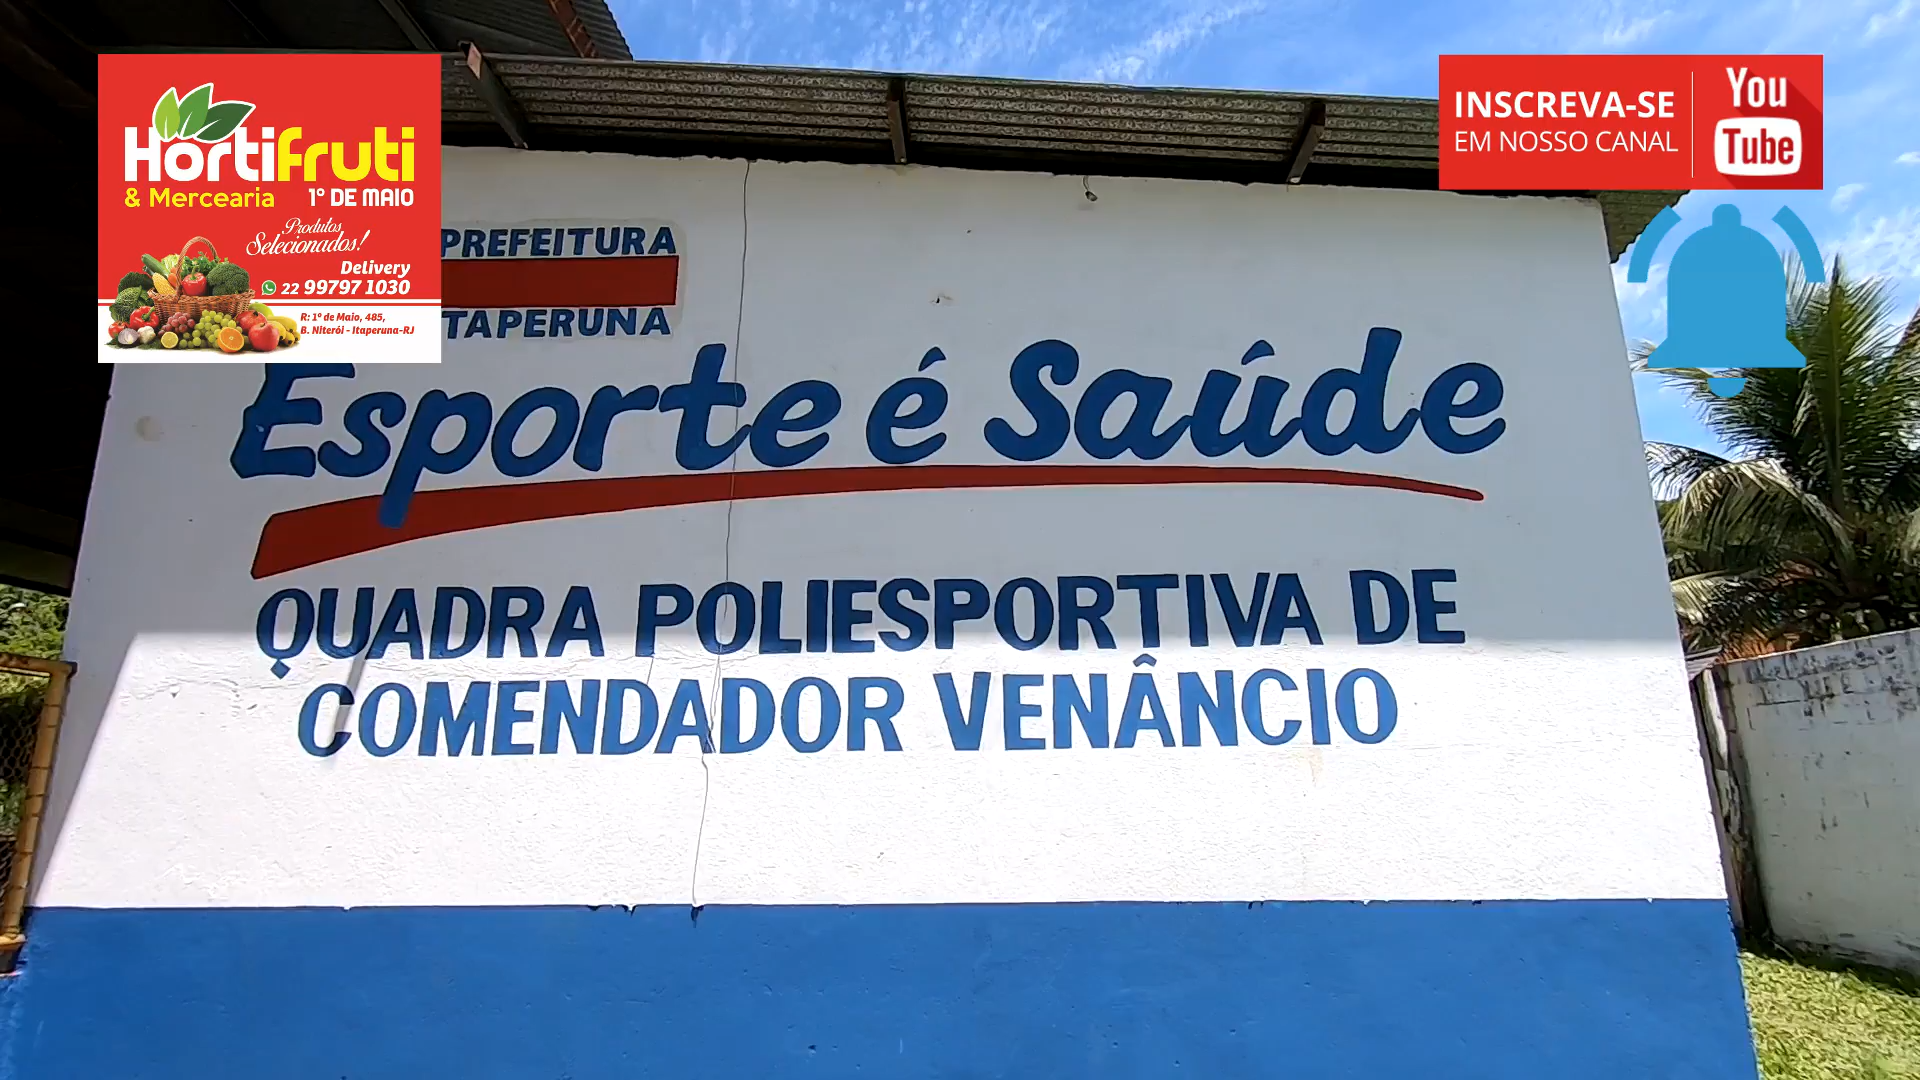 HortiFruti
& Mercearia 1º DE MAIO
Produtos
Selecionados!
Delivery
22 99797 1030
R: 1º de Maio, 485,
B. Niterói - Itaperuna-RJ
INSCREVA-SE
EM NOSSO CANAL
You
Tube
PREFEITURA
ITAPERUNA
Esporte é Saúde
QUADRA POLIESPORTIVA DE
COMENDADOR VENÂNCIO